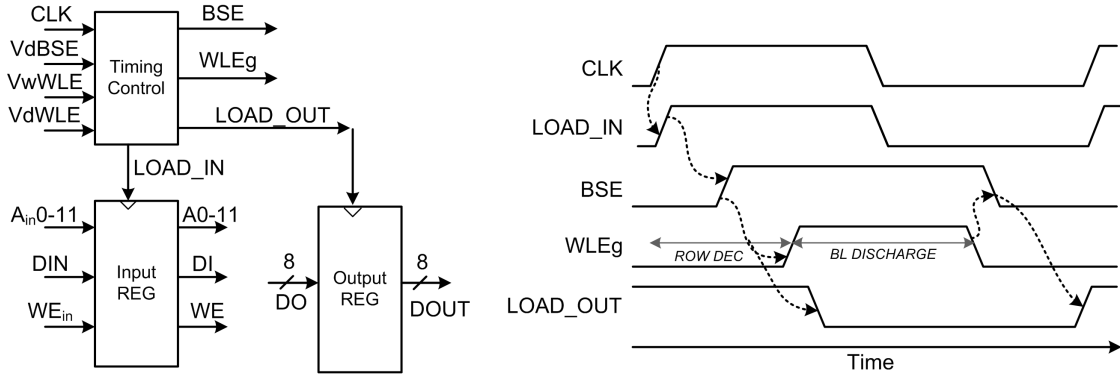 CLK
VdBSE
VwWLE
VdWLE
Timing
Control
BSE
WLEg
LOAD_OUT
LOAD_IN
Ain0-11
DIN
WEin
Input
REG
A0-11
DI
WE
8
DO
Output
REG
8
DOUT
CLK
LOAD_IN
BSE
WLEg
ROW DEC
BL DISCHARGE
LOAD_OUT
Time